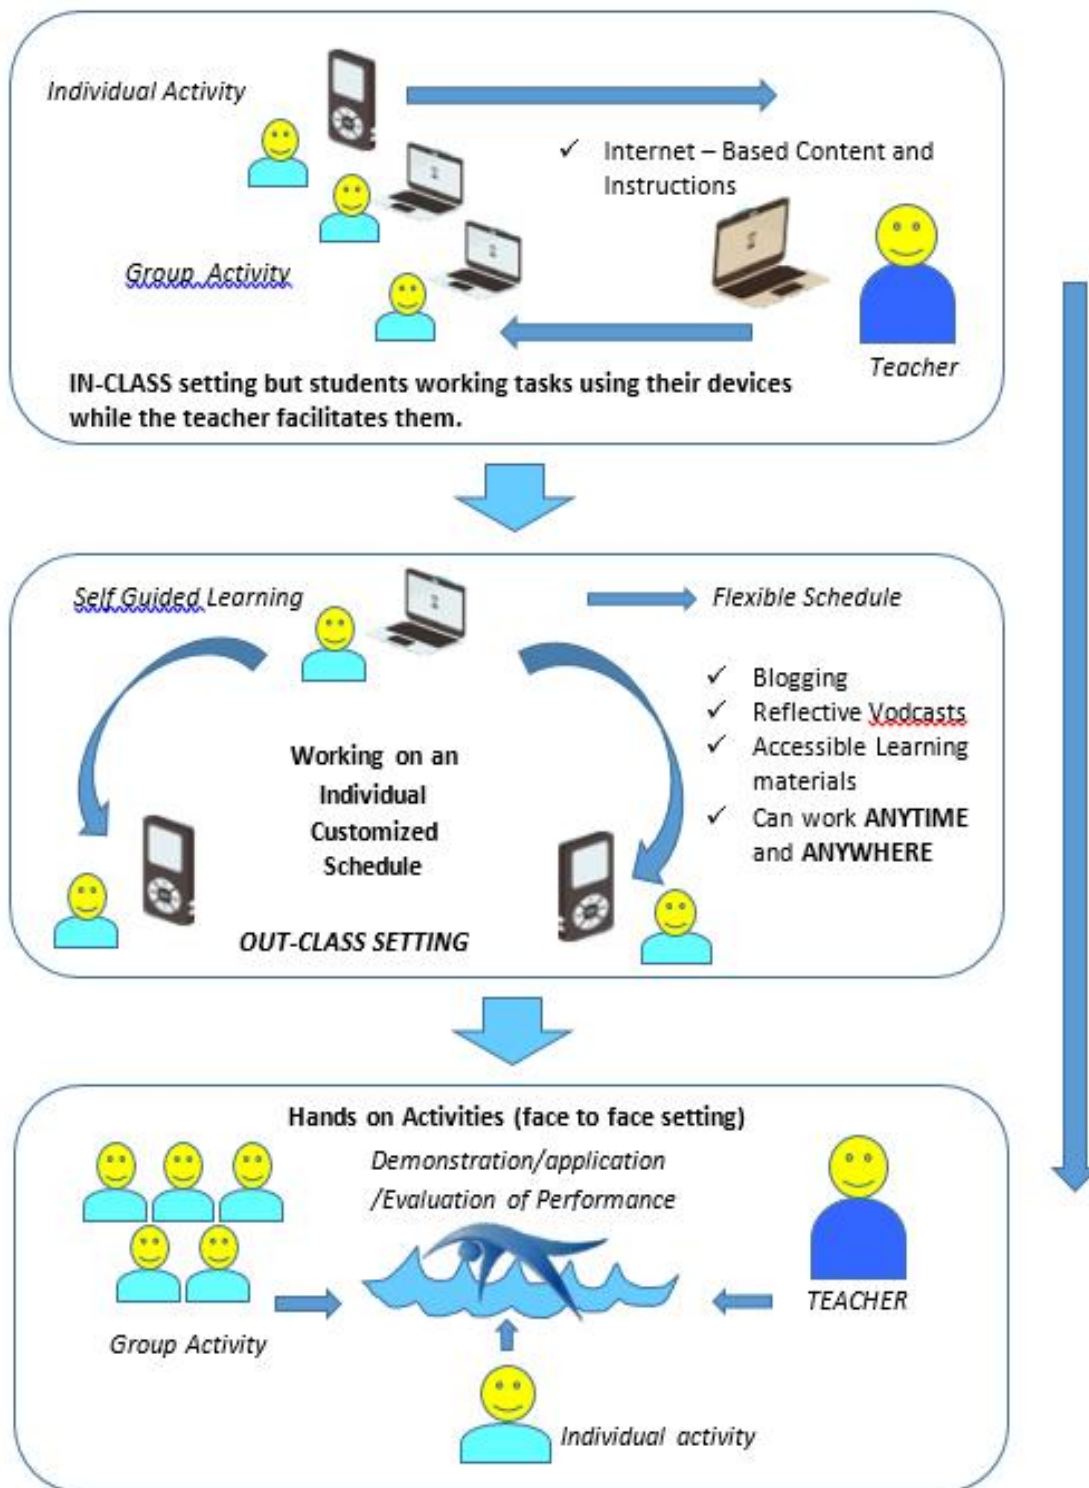 Individual Activity
✓ Internet – Based Content and
Instructions
Group Activity
Teacher
IN-CLASS setting but students working tasks using their devices
while the teacher facilitates them.
Self Guided Learning
Flexible Schedule
✓ Blogging
✓ Reflective Vodcasts
✓ Accessible Learning
materials
✓ Can work ANYTIME
and ANYWHERE
Working on an
Individual
Customized
Schedule
OUT-CLASS SETTING
Hands on Activities (face to face setting)
Demonstration/application
/Evaluation of Performance
TEACHER
Group Activity
Individual activity